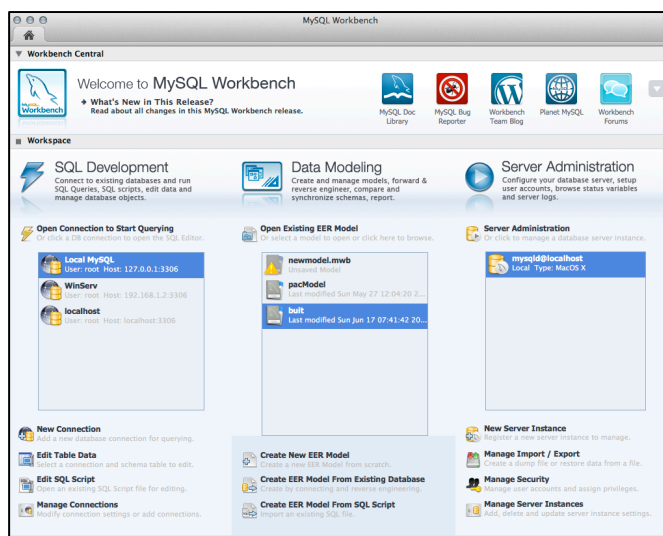 MySQL Workbench
Workbench Central
MySQL
Workbench
Welcome to MySQL Workbench
What's New in This Release?
Read about all changes in this MySQL Workbench release.
MySQL Doc
Library
MySQL Bug
Reporter
Workbench
Team Blog
Planet MySQL
Workbench
Forums
Workspace
SQL Development
Connect to existing databases and run
SQL Queries, SQL scripts, edit data and
manage database objects.
Open Connection to Start Querying
Or click a DB connection to open the SQL Editor.
Local MySQL
User: root Host: 127.0.0.1:3306
WinServ
User: root Host: 192.168.1.2:3306
localhost
User: root Host: localhost:3306
New Connection
Add a new database connection for querying.
Edit Table Data
Select a connection and schema table to edit.
Edit SQL Script
Open an existing SQL Script file for editing.
Manage Connections
Modify connection settings or add connections.
Data Modeling
Create and manage models, forward &
reverse engineer, compare and
synchronize schemas, report.
Open Existing EER Model
Or select a model to open or click here to browse.
newmodel.mwb
Unsaved Model
pacModel
Last modified Sun May 27 12:04:20 2...
buit
Last modified Sun Jun 17 07:41:42 20...
Create New EER Model
Create a new EER Model from scratch.
Create EER Model From Existing Database
Create by connecting and reverse engineering.
Create EER Model From SQL Script
Import an existing SQL file.
Server Administration
Configure your database server, setup
user accounts, browse status variables
and server logs.
Server Administration
Or click to manage a database server instance.
mysqld@localhost
Local Type: MacOS X
New Server Instance
Register a new server instance to manage.
Manage Import / Export
Create a dump file or restore data from a file.
Manage Security
Manage user accounts and assign privileges.
Manage Server Instances
Add, delete and update server instance settings.